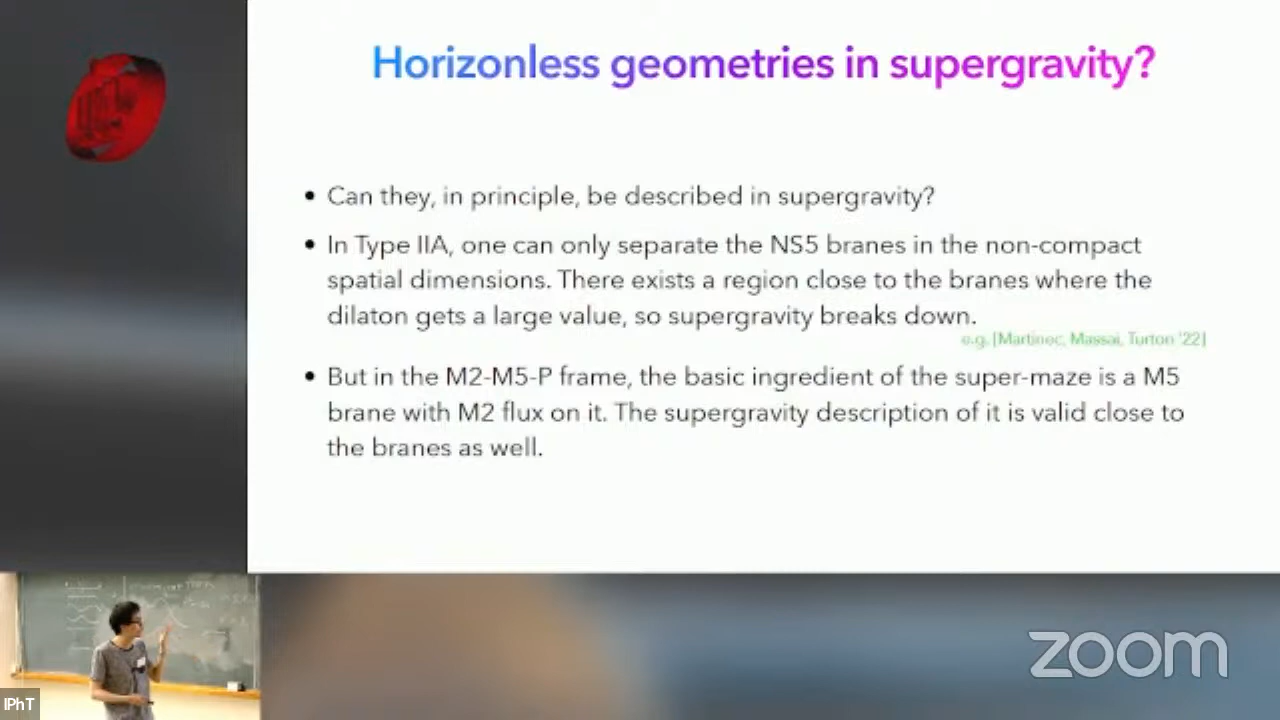 Horizonless geometries in supergravity?
• Can they, in principle, be described in supergravity?
• In Type IIA, one can only separate the NS5 branes in the non-compact
spatial dimensions. There exists a region close to the branes where the
dilaton gets a large value, so supergravity breaks down.
e.g. [Martinec, Massai, Turton '22]
• But in the M2-M5-P frame, the basic ingredient of the super-maze is a M5
brane with M2 flux on it. The supergravity description of it is valid close to
the branes as well.
zoom
IPhT